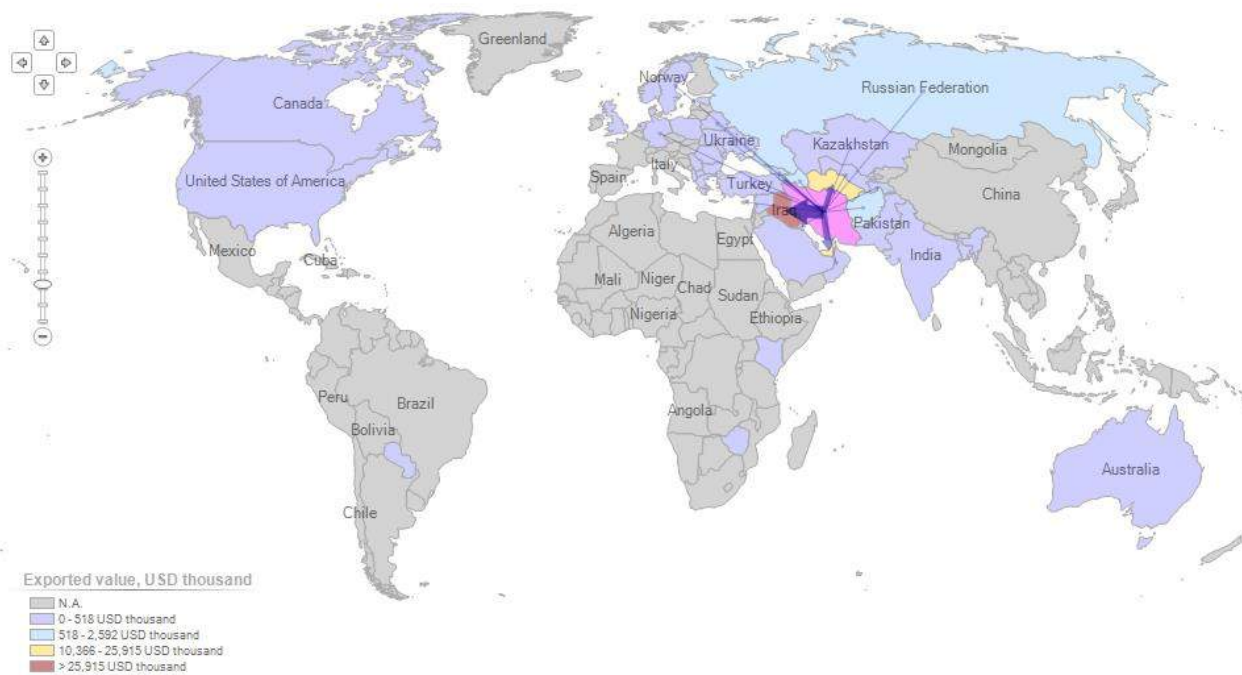 Greenland
Norway
Russian Federation
Canada
Ukraine
Kazakhstan
Mongolia
Italy
United States of America
Spain
Turkey
China
Iraq
Pakistan
Mexico
Algeria
Egypt
India
Cuba
Mali
Niger
Chad
Sudan
Nigeria
Ethiopia
Peru
Brazil
Angola
Bolivia
Australia
Chile
Exported value, USD thousand
N.A.
0 - 518 USD thousand
518 - 2,592 USD thousand
10,366 - 25,915 USD thousand
> 25,915 USD thousand